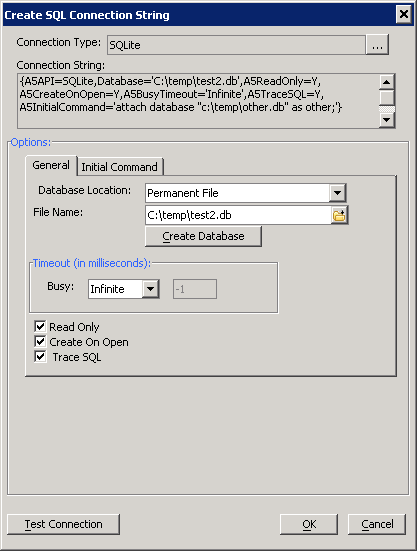 Create SQL Connection String
Connection Type: SQLite ...
Connection String:
{A5API=SQLite,Database='C:\temp\test2.db',A5ReadOnly=Y,
A5CreateOnOpen=Y,A5BusyTimeout='Infinite',A5TraceSQL=Y,
A5InitialCommand='attach database "c:\temp\other.db" as other;'}
Options:
General Initial Command
Database Location: Permanent File
File Name: C:\temp\test2.db
Create Database
Timeout (in milliseconds):
Busy: Infinite -1
Read Only
Create On Open
Trace SQL
Test Connection OK Cancel